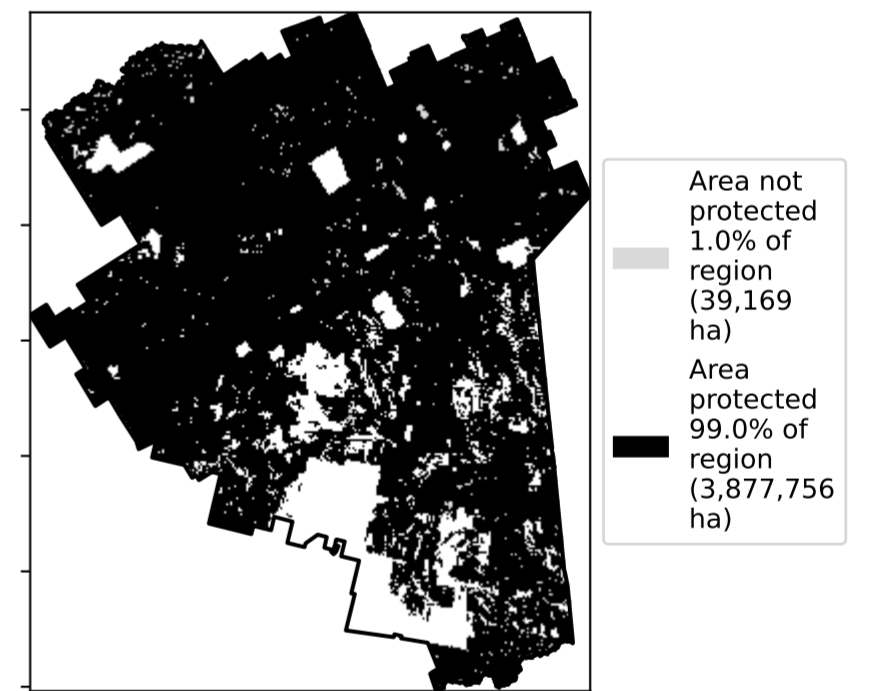 Area not
protected
1.0% of
region
(39,169
ha)
Area
protected
99.0% of
region
(3,877,756
ha)